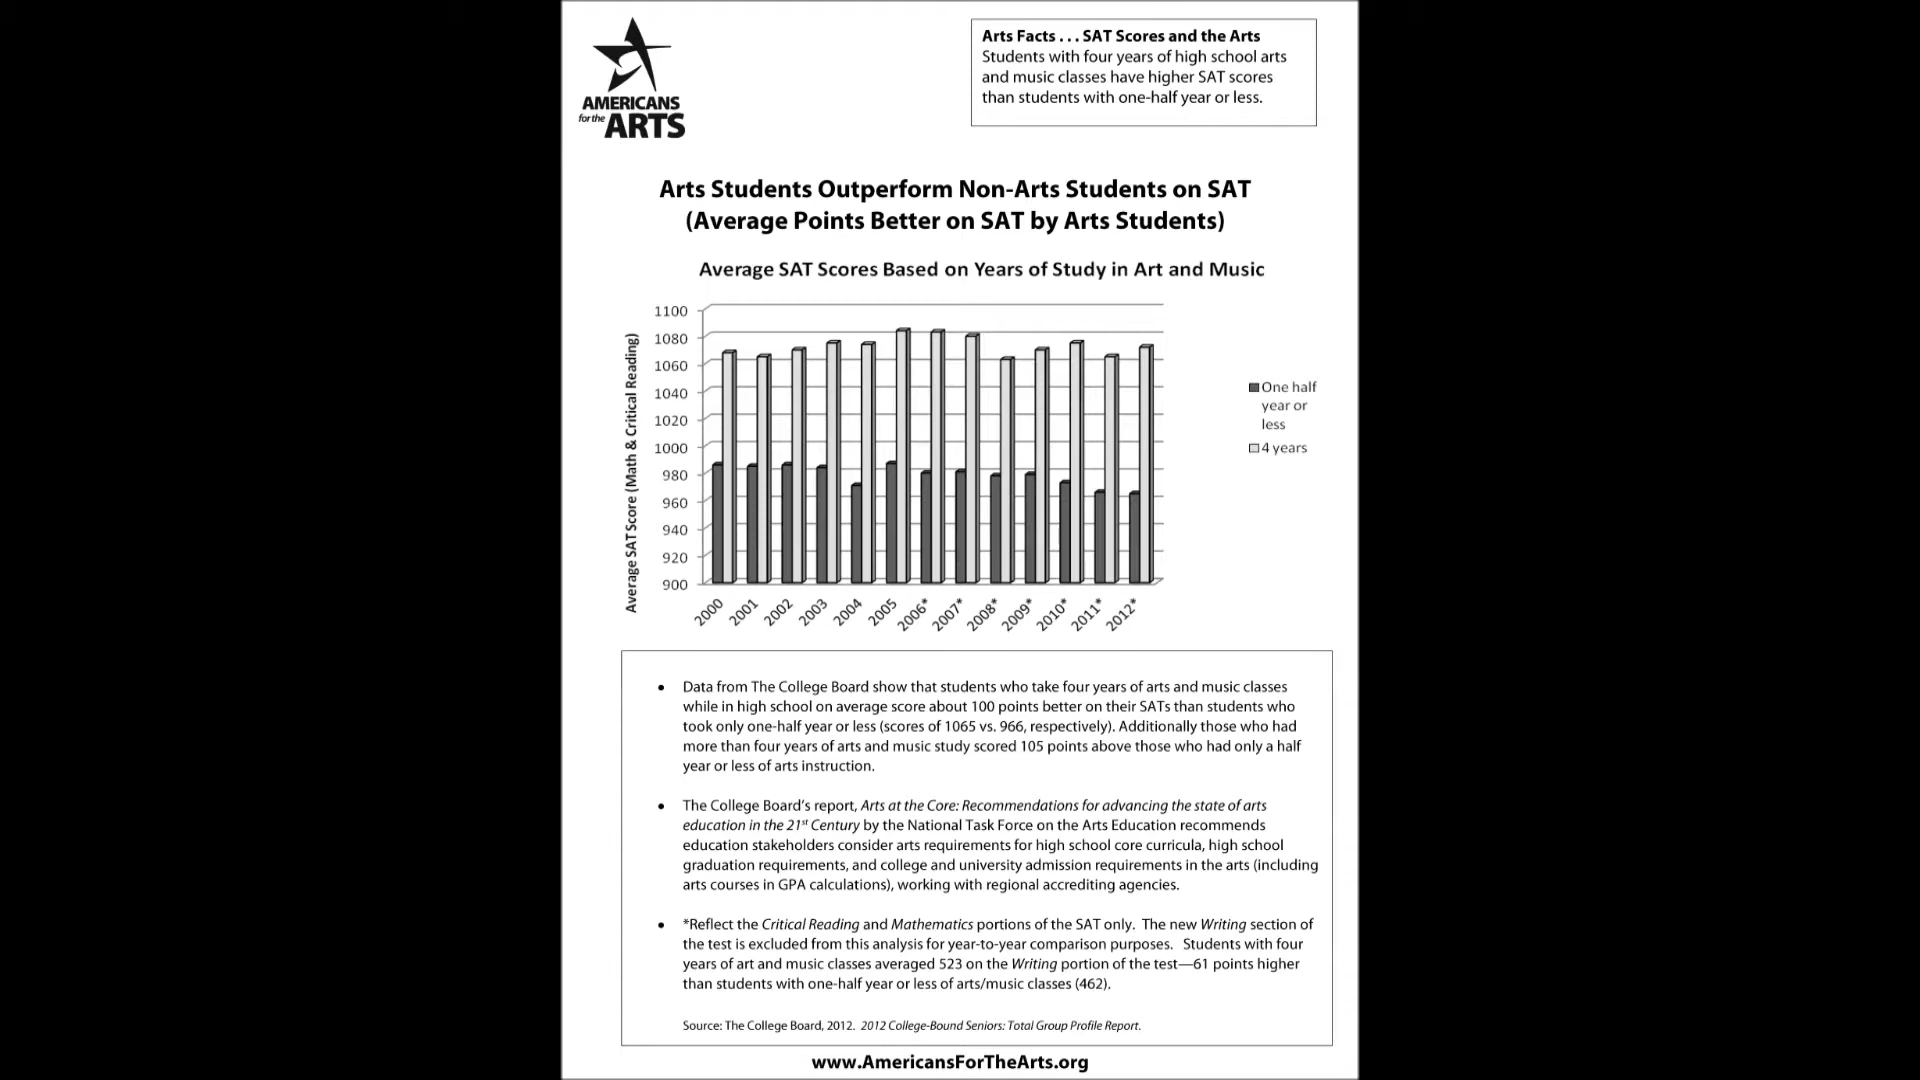 AMERICANS
for the ARTS
Arts Facts . . . SAT Scores and the Arts
Students with four years of high school arts
and music classes have higher SAT scores
than students with one-half year or less.
Arts Students Outperform Non-Arts Students on SAT
(Average Points Better on SAT by Arts Students)
Average SAT Scores Based on Years of Study in Art and Music
Average SAT Score (Math & Critical Reading)
1100
1080
1060
1040
1020
1000
980
960
940
920
900
2000 2001 2002 2003 2004 2005 2006* 2007* 2008* 2009* 2010* 2011* 2012*
One half
year or
less
4 years
• Data from The College Board show that students who take four years of arts and music classes
while in high school on average score about 100 points better on their SATs than students who
took only one-half year or less (scores of 1065 vs. 966, respectively). Additionally those who had
more than four years of arts and music study scored 105 points above those who had only a half
year or less of arts instruction.
• The College Board’s report, Arts at the Core: Recommendations for advancing the state of arts
education in the 21st Century by the National Task Force on the Arts Education recommends
education stakeholders consider arts requirements for high school core curricula, high school
graduation requirements, and college and university admission requirements in the arts (including
arts courses in GPA calculations), working with regional accrediting agencies.
• *Reflect the Critical Reading and Mathematics portions of the SAT only. The new Writing section of
the test is excluded from this analysis for year-to-year comparison purposes. Students with four
years of art and music classes averaged 523 on the Writing portion of the test—61 points higher
than students with one-half year or less of arts/music classes (462).
Source: The College Board, 2012. 2012 College-Bound Seniors: Total Group Profile Report.
www.AmericansForTheArts.org